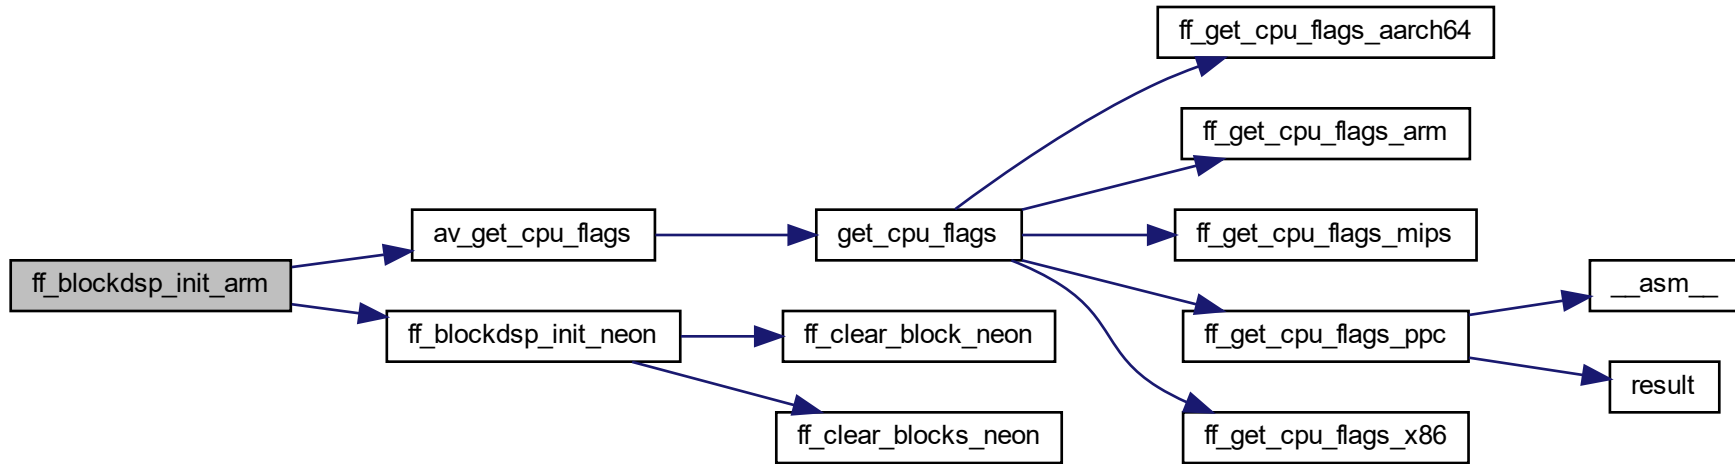 ff_blockdsp_init_arm
av_get_cpu_flags
ff_blockdsp_init_neon
get_cpu_flags
ff_clear_block_neon
ff_clear_blocks_neon
ff_get_cpu_flags_aarch64
ff_get_cpu_flags_arm
ff_get_cpu_flags_mips
ff_get_cpu_flags_ppc
ff_get_cpu_flags_x86
__asm__
result